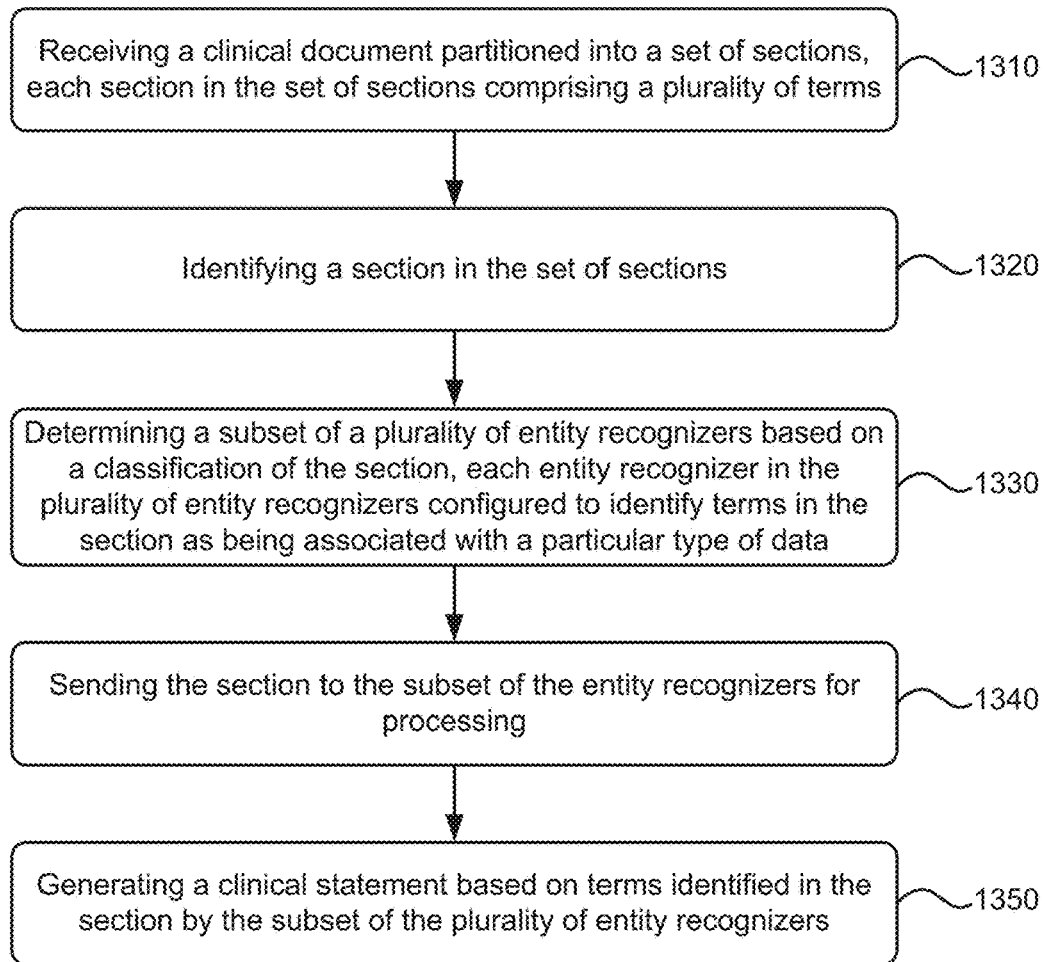 Receiving a clinical document partitioned into a set of sections,
each section in the set of sections comprising a plurality of terms
1310
Identifying a section in the set of sections
1320
Determining a subset of a plurality of entity recognizers based on
a classification of the section, each entity recognizer in the
plurality of entity recognizers configured to identify terms in the
section as being associated with a particular type of data
1330
Sending the section to the subset of the entity recognizers for
processing
1340
Generating a clinical statement based on terms identified in the
section by the subset of the plurality of entity recognizers
1350